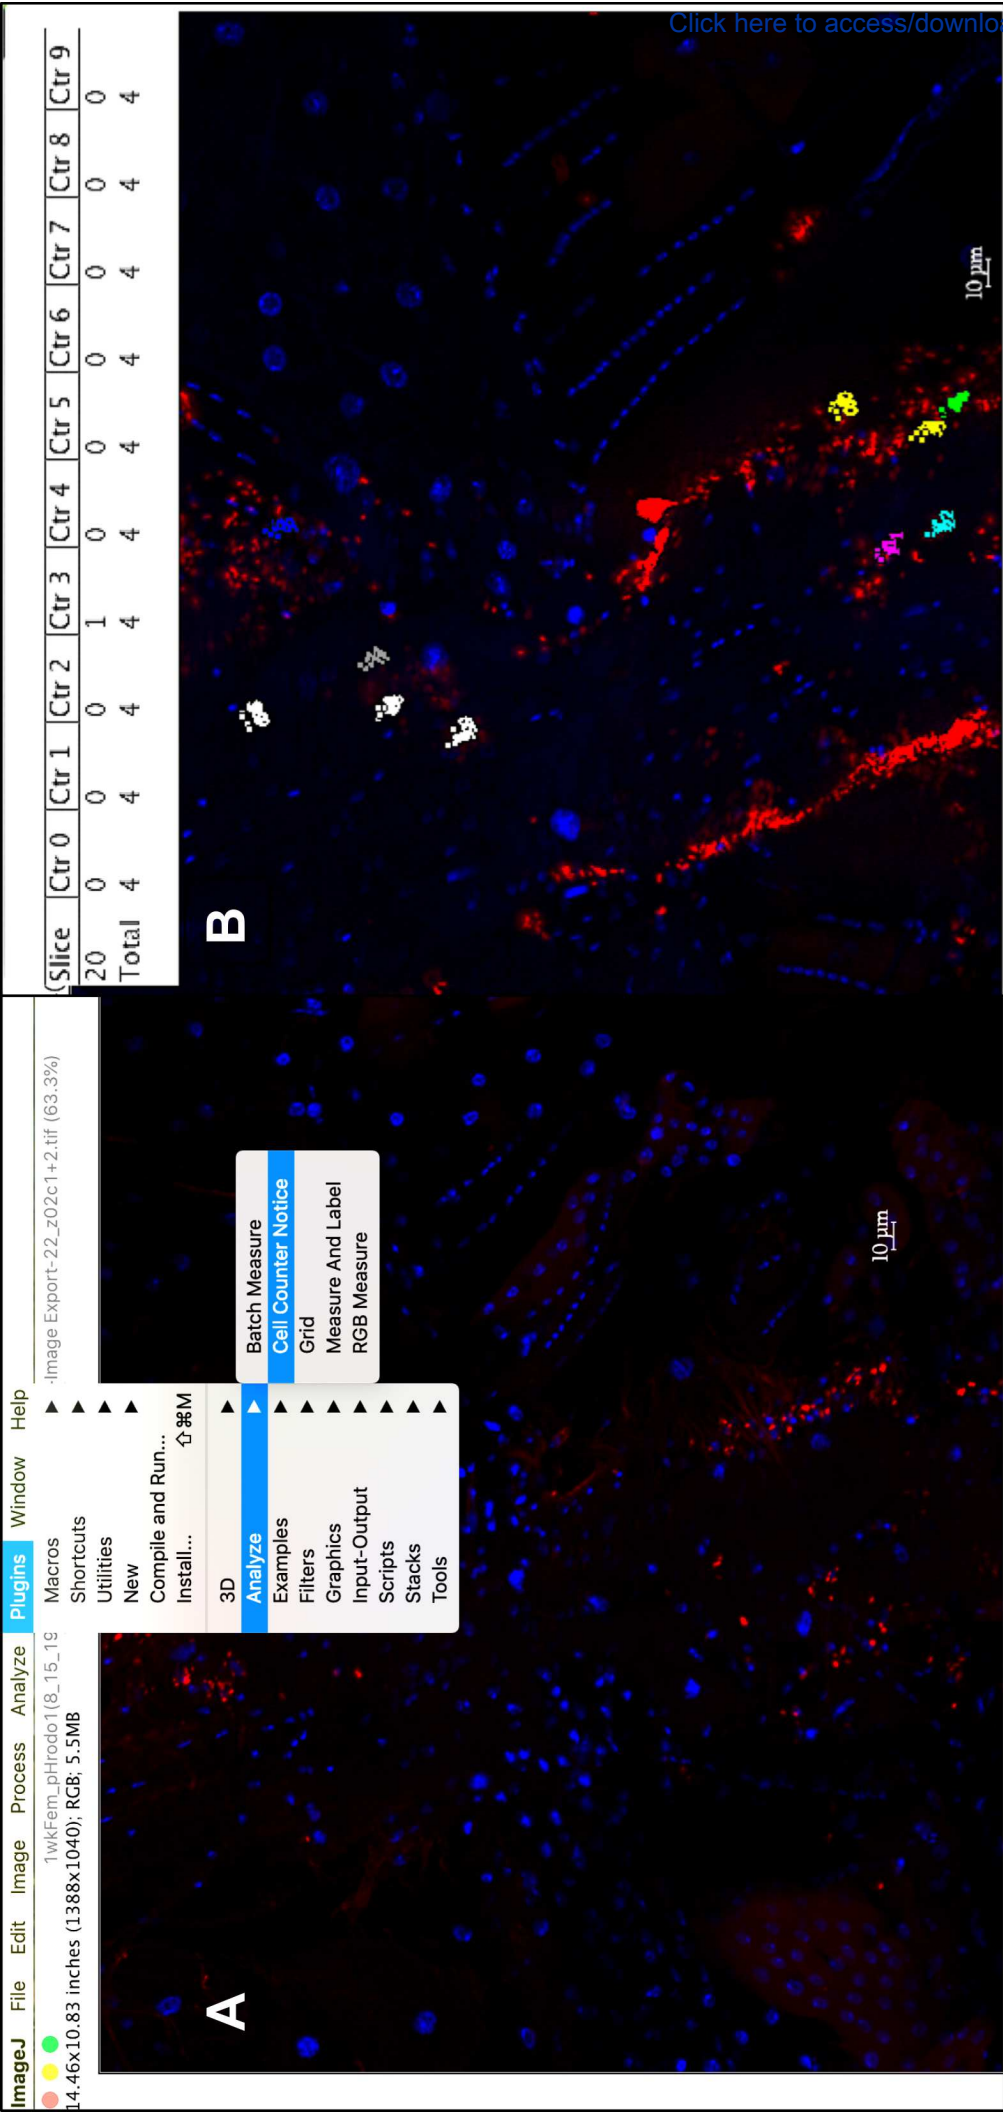 ImageJ File Edit Image Process Analyze Plugins Window Help
1wkFem_pHrodo1(8_15_19
-Image Export-22_z02c1+2.tif (63.3%)
14.46x10.83 inches (1388x1040); RGB; 5.5MB
Macros
Shortcuts
Utilities
New
Compile and Run...
Install... ⇧⌘M
3D
Analyze
Examples
Filters
Graphics
Input-Output
Scripts
Stacks
Tools
Batch Measure
Cell Counter Notice
Grid
Measure And Label
RGB Measure
A
10 µm
(Slice Ctr 0 Ctr 1 Ctr 2 Ctr 3 Ctr 4 Ctr 5 Ctr 6 Ctr 7 Ctr 8 Ctr 9
20 0 0 0 1 0 0 0 0 0 0
Total 4 4 4 4 4 4 4 4 4 4
B
10 µm
Click here to access/downlo